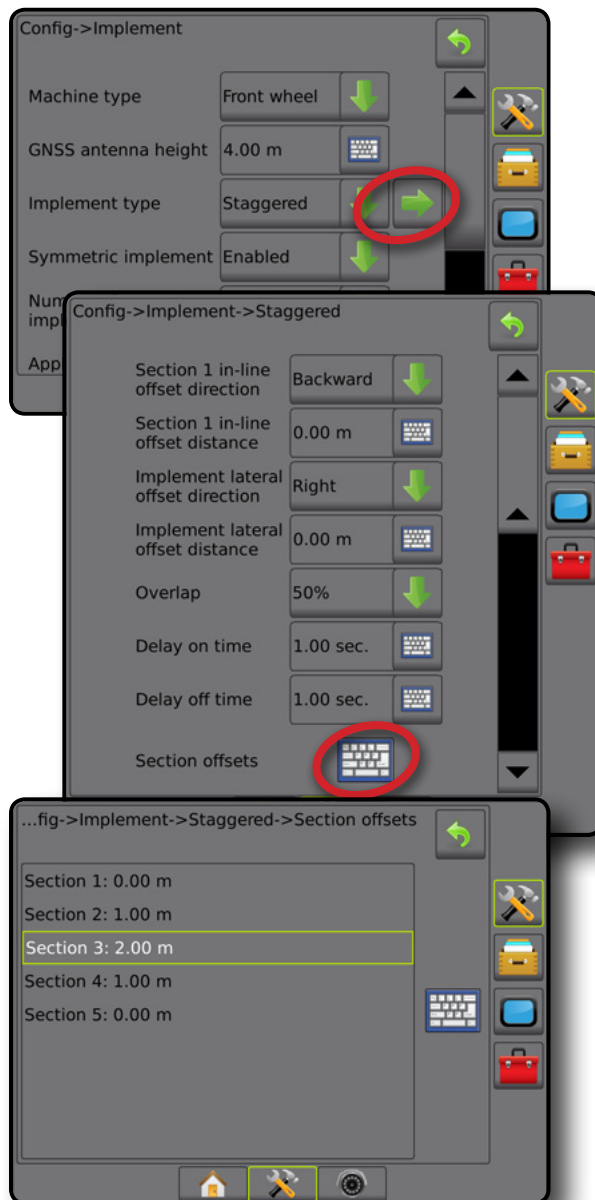 Config->Implement
Machine type Front wheel
GNSS antenna height 4.00 m
Implement type Staggered
Symmetric implement Enabled
Config->Implement->Staggered
Section 1 in-line
offset direction Backward
Section 1 in-line
offset distance 0.00 m
Implement lateral
offset direction Right
Implement lateral
offset distance 0.00 m
Overlap 50%
Delay on time 1.00 sec.
Delay off time 1.00 sec.
Section offsets
...fig->Implement->Staggered->Section offsets
Section 1: 0.00 m
Section 2: 1.00 m
Section 3: 2.00 m
Section 4: 1.00 m
Section 5: 0.00 m